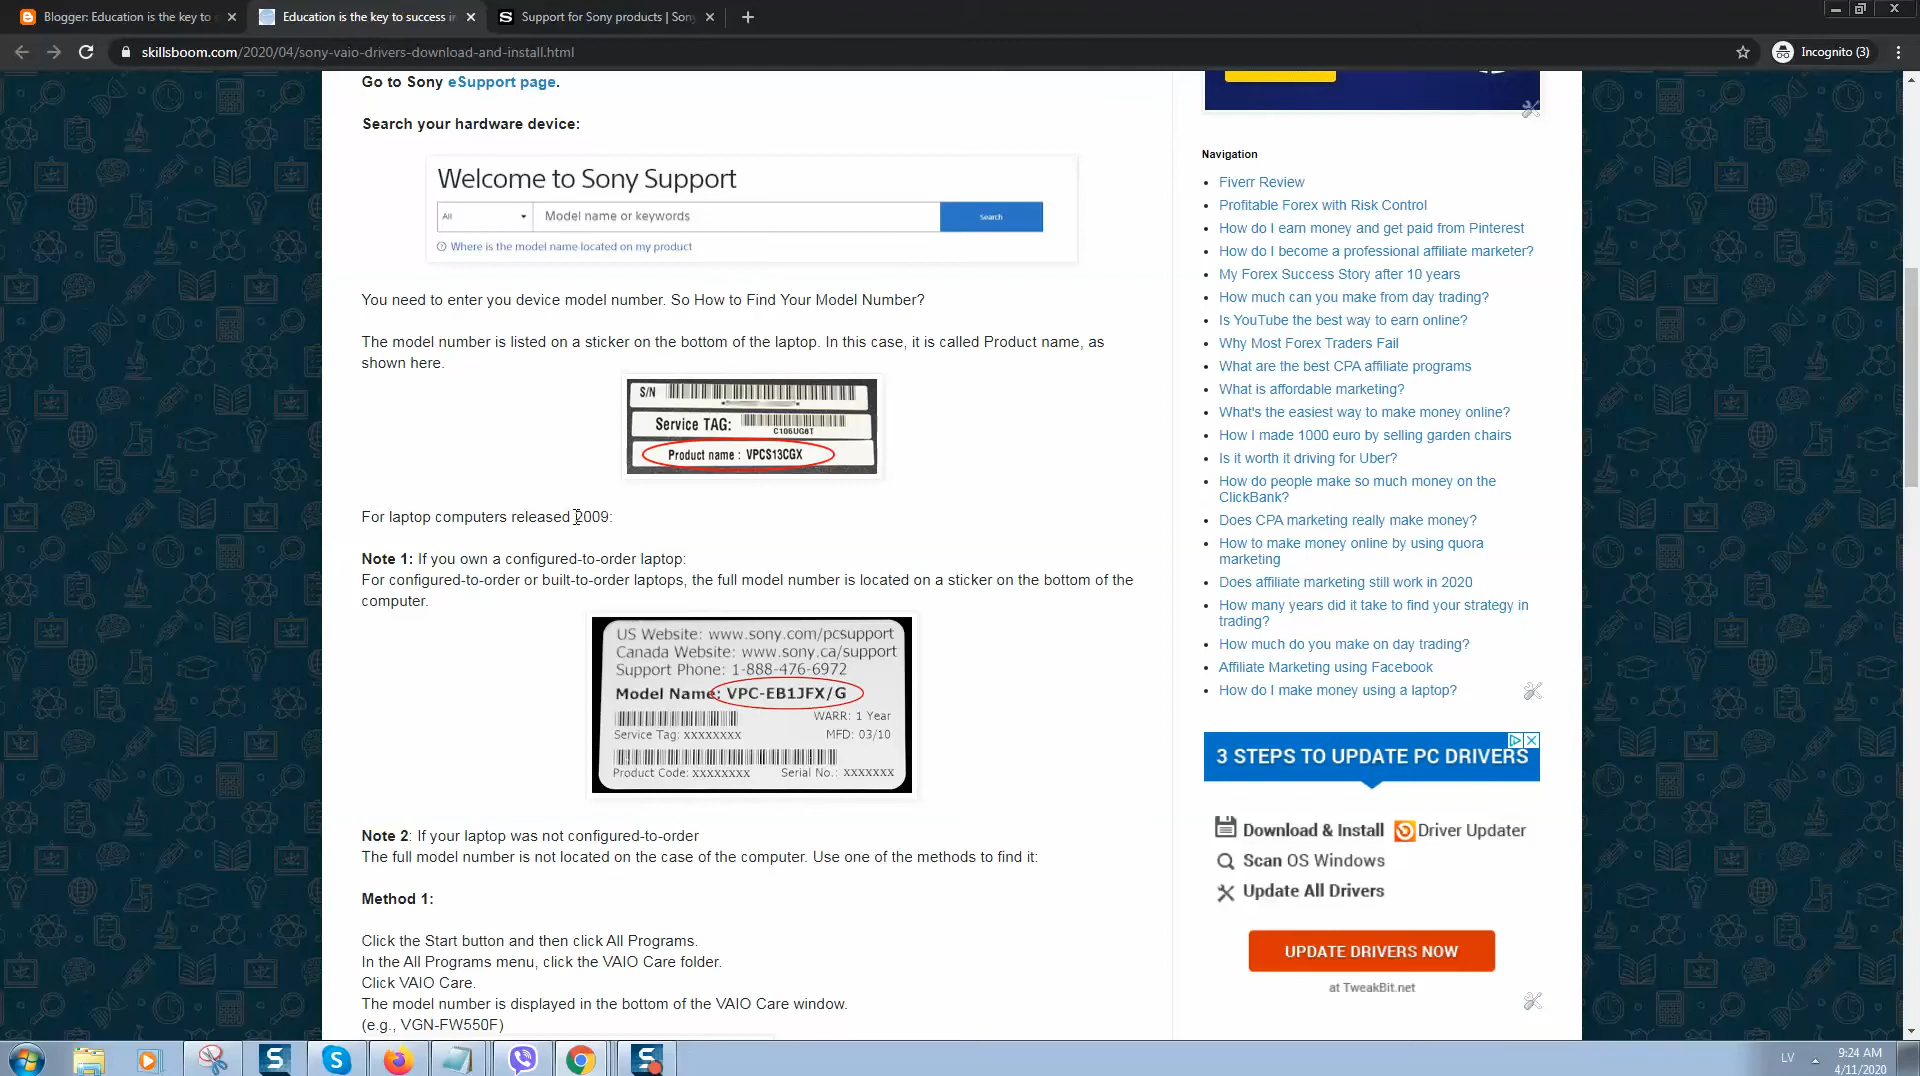 Blogger: Education is the key to
Education is the key to success in
Support for Sony products | Sony
skillsboom.com/2020/04/sony-vaio-drivers-download-and-install.html
Incognito (3)
Go to Sony eSupport page.
Search your hardware device:
Welcome to Sony Support
All
Model name or keywords
Search
Where is the model name located on my product
You need to enter you device model number. So How to Find Your Model Number?
The model number is listed on a sticker on the bottom of the laptop. In this case, it is called Product name, as
shown here.
S/N
Service TAG:
C106UG8T
Product name : VPCS13CGX
For laptop computers released 2009:
Note 1: If you own a configured-to-order laptop:
For configured-to-order or built-to-order laptops, the full model number is located on a sticker on the bottom of the
computer.
US Website: www.sony.com/pcsupport
Canada Website: www.sony.ca/support
Support Phone: 1-888-476-6972
Model Name: VPC-EB1JFX/G
WARR: 1 Year
Service Tag: xxxxxxxx
MFD: 03/10
Product Code: xxxxxxxx
Serial No.: xxxxxxx
Note 2: If your laptop was not configured-to-order
The full model number is not located on the case of the computer. Use one of the methods to find it:
Method 1:
Click the Start button and then click All Programs.
In the All Programs menu, click the VAIO Care folder.
Click VAIO Care.
The model number is displayed in the bottom of the VAIO Care window.
(e.g., VGN-FW550F)
Navigation
Fiverr Review
Profitable Forex with Risk Control
How do I earn money and get paid from Pinterest
How do I become a professional affiliate marketer?
My Forex Success Story after 10 years
How much can you make from day trading?
Is YouTube the best way to earn online?
Why Most Forex Traders Fail
What are the best CPA affiliate programs
What is affordable marketing?
What's the easiest way to make money online?
How I made 1000 euro by selling garden chairs
Is it worth it driving for Uber?
How do people make so much money on the
ClickBank?
Does CPA marketing really make money?
How to make money online by using quora
marketing
Does affiliate marketing still work in 2020
How many years did it take to find your strategy in
trading?
How much do you make on day trading?
Affiliate Marketing using Facebook
How do I make money using a laptop?
3 STEPS TO UPDATE PC DRIVERS
Download & Install Driver Updater
Scan OS Windows
Update All Drivers
UPDATE DRIVERS NOW
at TweakBit.net
LV
9:24 AM
4/11/2020